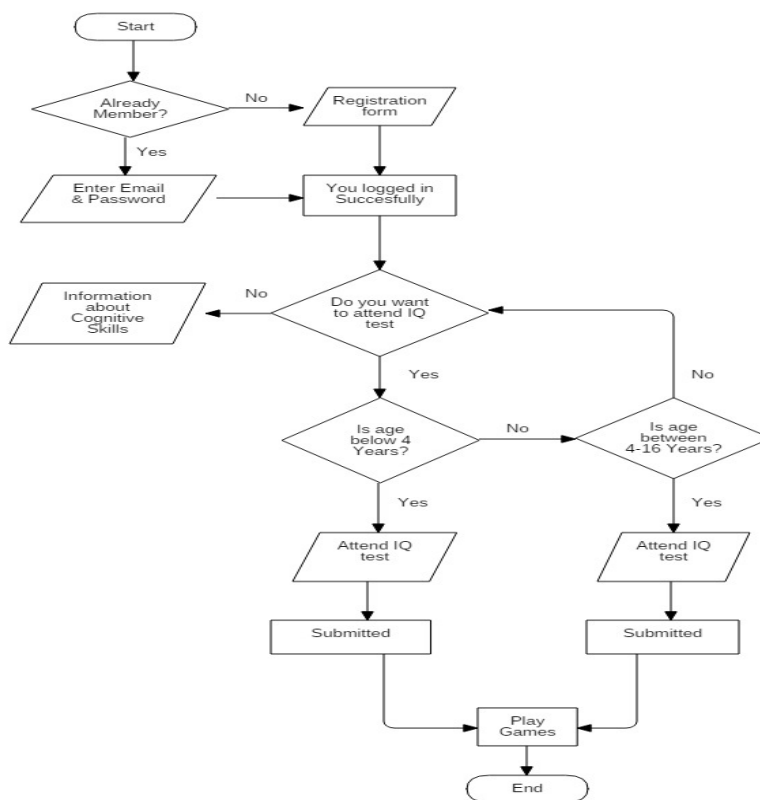 Start
Already
Member?
No
Registration
form
Yes
Enter Email
& Password
You logged in
Succesfully
Information
about
Cognitive
Skills
No
Do you want
to attend IQ
test
Yes
No
Is age
below 4
Years?
No
Is age
between
4-16 Years?
Yes
Yes
Attend IQ
test
Attend IQ
test
Submitted
Submitted
Play
Games
End